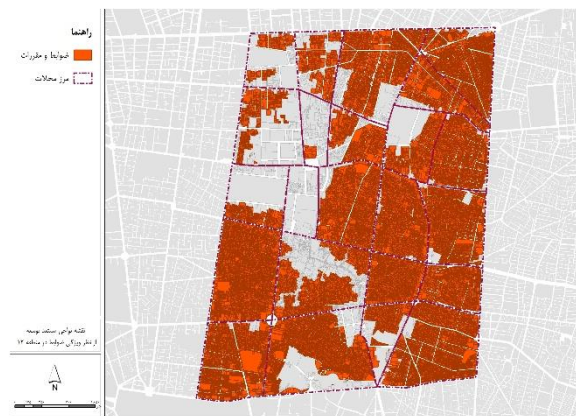 راهنما
ضوابط و مقررات
مرز محلات
نقشه نواحی مستعد توسعه
از نظر ویژگی ضوابط در منطقه ۱۲
N